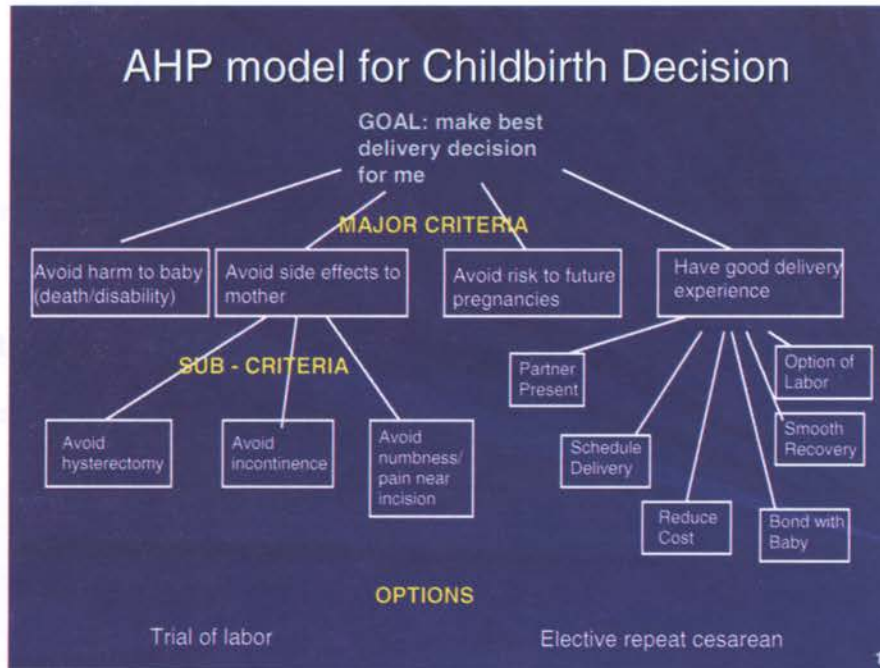 AHP model for Childbirth Decision
GOAL: make best
delivery decision
for me
MAJOR CRITERIA
Avoid harm to baby
(death/disability)
Avoid side effects to
mother
Avoid risk to future
pregnancies
Have good delivery
experience
SUB - CRITERIA
Avoid
hysterectomy
Avoid
incontinence
Avoid
numbness/
pain near
incision
Partner
Present
Schedule
Delivery
Reduce
Cost
Bond with
Baby
Smooth
Recovery
Option of
Labor
OPTIONS
Trial of labor
Elective repeat cesarean
1